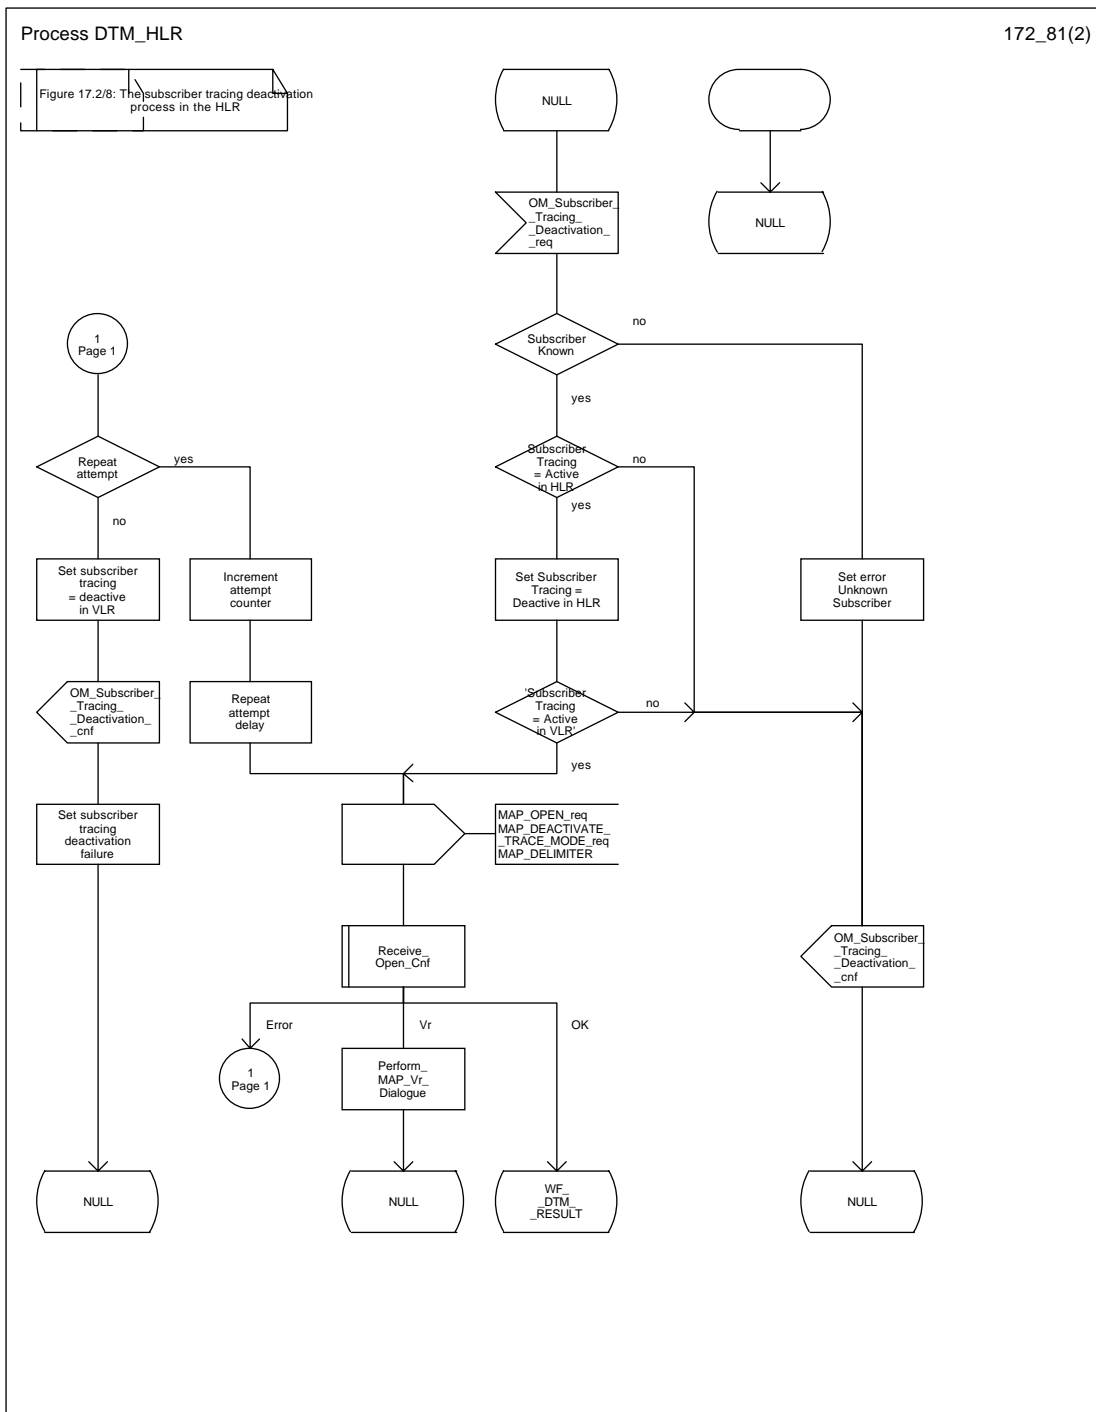 Process DTM_HLR
172_81(2)
Figure 17.2/8: The subscriber tracing deactivation
process in the HLR
NULL
OM_Subscriber_
_Tracing_
_Deactivation_
_req
NULL
1
Page 1
Subscriber
Known
no
yes
Repeat
attempt
yes
no
Subscriber
Tracing
= Active
in HLR
no
yes
Set subscriber
tracing
= deactive
in VLR
Increment
attempt
counter
Set Subscriber
Tracing =
Deactive in HLR
Set error
Unknown
Subscriber
OM_Subscriber_
_Tracing_
_Deactivation_
_cnf
Repeat
attempt
delay
'Subscriber
Tracing
= Active
in VLR'
no
yes
Set subscriber
tracing
deactivation
failure
MAP_OPEN_req
MAP_DEACTIVATE_
_TRACE_MODE_req
MAP_DELIMITER
Receive_
Open_Cnf
OM_Subscriber_
_Tracing_
_Deactivation_
_cnf
Error
Vr
OK
1
Page 1
Perform_
MAP_Vr_
Dialogue
NULL
NULL
WF_
_DTM_
_RESULT
NULL